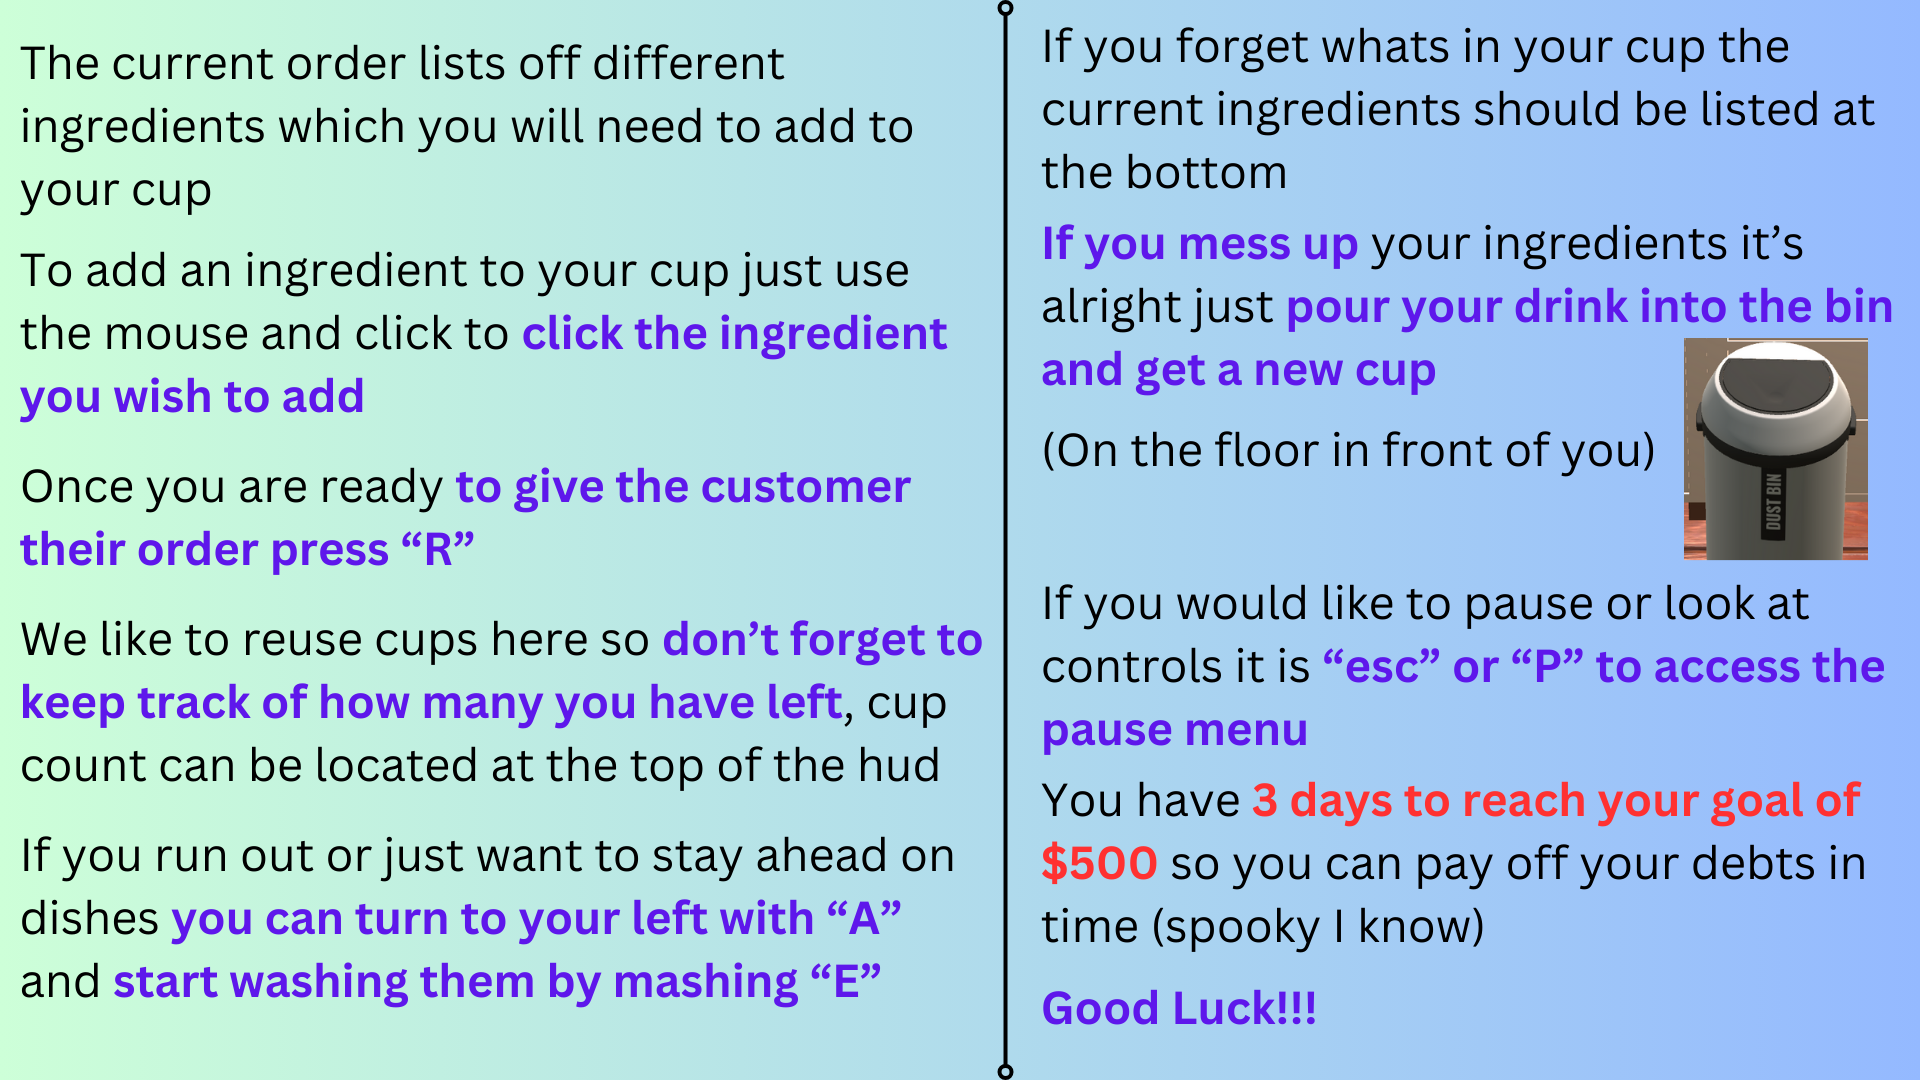 The current order lists off different
ingredients which you will need to add to
your cup
To add an ingredient to your cup just use
the mouse and click to click the ingredient
you wish to add
Once you are ready to give the customer
their order press “R”
We like to reuse cups here so don’t forget to
keep track of how many you have left, cup
count can be located at the top of the hud
If you run out or just want to stay ahead on
dishes you can turn to your left with “A”
and start washing them by mashing “E”
If you forget whats in your cup the
current ingredients should be listed at
the bottom
If you mess up your ingredients it’s
alright just pour your drink into the bin
and get a new cup
(On the floor in front of you)
DUST BIN
If you would like to pause or look at
controls it is “esc” or “P” to access the
pause menu
You have 3 days to reach your goal of
$500 so you can pay off your debts in
time (spooky I know)
Good Luck!!!